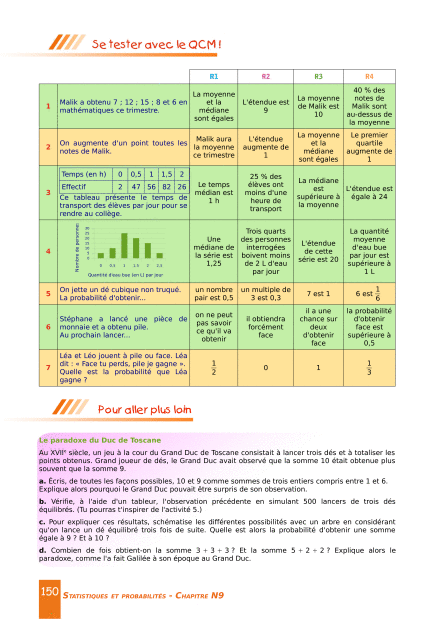 Se tester avec le QCM !
R1 R2 R3 R4
1
Malik a obtenu 7 ; 12 ; 15 ; 8 et 6 en
mathématiques ce trimestre.
La moyenne
et la
médiane
sont égales
L'étendue est
9
La moyenne
de Malik est
10
40 % des
notes de
Malik sont
au-dessus de
la moyenne
2
On augmente d'un point toutes les
notes de Malik.
Malik aura
la moyenne
ce trimestre
L'étendue
augmente de
1
La moyenne
et la
médiane
sont égales
Le premier
quartile
augmente de
1
3
Temps (en h) 0 0,5 1 1,5 2
Effectif 2 47 56 82 26
Ce tableau présente le temps de
transport des élèves par jour pour se
rendre au collège.
Le temps
médian est
1 h
25 % des
élèves ont
moins d'une
heure de
transport
La médiane
est
supérieure à
la moyenne
L'étendue est
égale à 24
4
Nombre de personnes
30
25
20
15
10
5
0
0 0,5 1 1,5 2 2,5
Quantité d'eau bue (en L) par jour
Une
médiane de
la série est
1,25
Trois quarts
des personnes
interrogées
boivent moins
de 2 L d'eau
par jour
L'étendue
de cette
série est 20
La quantité
moyenne
d'eau bue
par jour est
supérieure à
1 L
5
On jette un dé cubique non truqué.
La probabilité d'obtenir...
un nombre
pair est 0,5
un multiple de
3 est 0,3
7 est 1
6 est 1/6
6
Stéphane a lancé une pièce de
monnaie et a obtenu pile.
Au prochain lancer...
on ne peut
pas savoir
ce qu'il va
obtenir
il obtiendra
forcément
face
il a une
chance sur
deux
d'obtenir
face
la probabilité
d'obtenir
face est
supérieure à
0,5
7
Léa et Léo jouent à pile ou face. Léa
dit : « Face tu perds, pile je gagne ».
Quelle est la probabilité que Léa
gagne ?
1/2
0
1
1/3
Pour aller plus loin
Le paradoxe du Duc de Toscane
Au XVIIe siècle, un jeu à la cour du Grand Duc de Toscane consistait à lancer trois dés et à totaliser les
points obtenus. Grand joueur de dés, le Grand Duc avait observé que la somme 10 était obtenue plus
souvent que la somme 9.
a. Écris, de toutes les façons possibles, 10 et 9 comme sommes de trois entiers compris entre 1 et 6.
Explique alors pourquoi le Grand Duc pouvait être surpris de son observation.
b. Vérifie, à l'aide d'un tableur, l'observation précédente en simulant 500 lancers de trois dés
équilibrés. (Tu pourras t'inspirer de l'activité 5.)
c. Pour expliquer ces résultats, schématise les différentes possibilités avec un arbre en considérant
qu'on lance un dé équilibré trois fois de suite. Quelle est alors la probabilité d'obtenir une somme
égale à 9 ? Et à 10 ?
d. Combien de fois obtient-on la somme 3 + 3 + 3 ? Et la somme 5 + 2 + 2 ? Explique alors le
paradoxe, comme l'a fait Galilée à son époque au Grand Duc.
150 Statistiques et probabilités - Chapitre N9